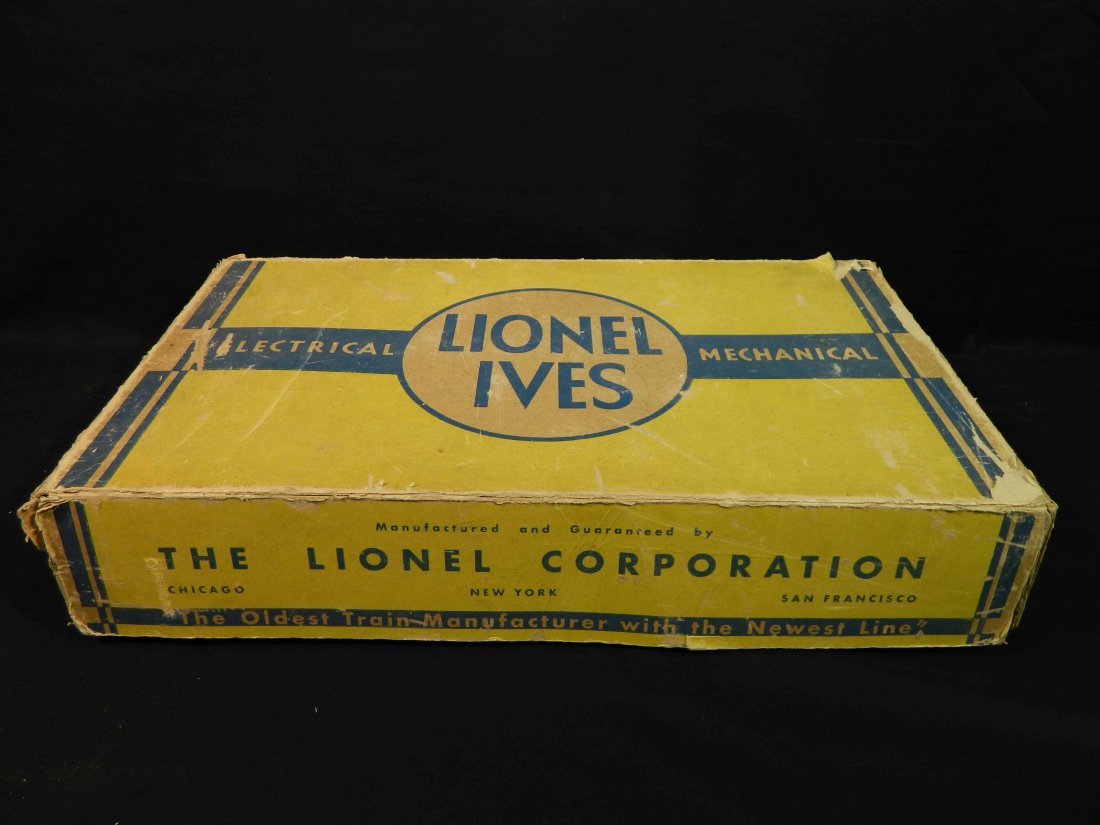 ELECTRICAL LIONEL MECHANICAL
IVES
Manufactured and Guaranteed by
THE LIONEL CORPORATION
CHICAGO NEW YORK SAN FRANCISCO
"The Oldest Train Manufacturer with the Newest Line"